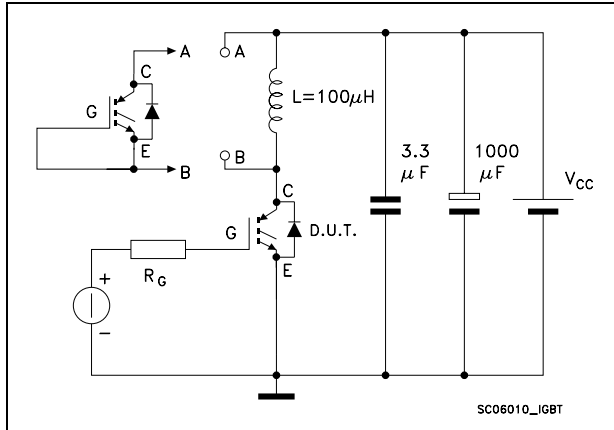 A
A
C
G
E
B
B
L=100μH
C
G
D.U.T.
E
RG
+
−
3.3
μF
1000
μF
VCC
SC06010_IGBT